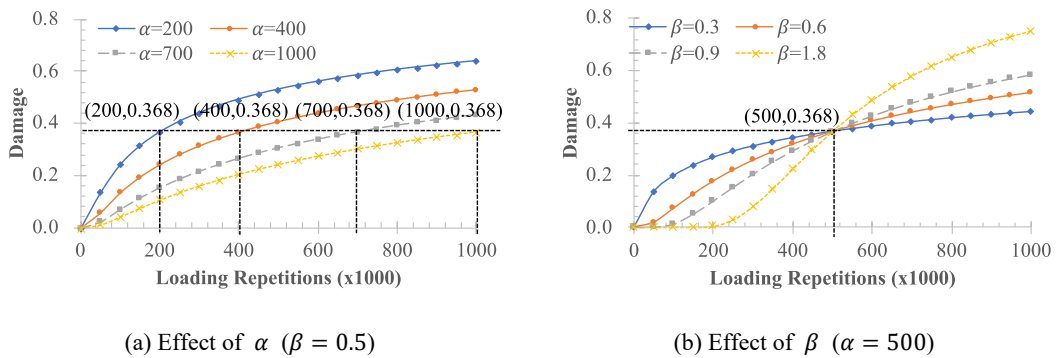 0.8
0.6
0.4
0.2
0.0
Damage
α=200
α=400
α=700
α=1000
(200,0.368)
(400,0.368)
(700,0.368)
(1000,0.368)
0
200
400
600
800
1000
Loading Repetitions (x1000)
(a) Effect of α (β = 0.5)
0.8
0.6
0.4
0.2
0.0
Damage
β=0.3
β=0.6
β=0.9
β=1.8
(500,0.368)
0
200
400
600
800
1000
Loading Repetitions (x1000)
(b) Effect of β (α = 500)